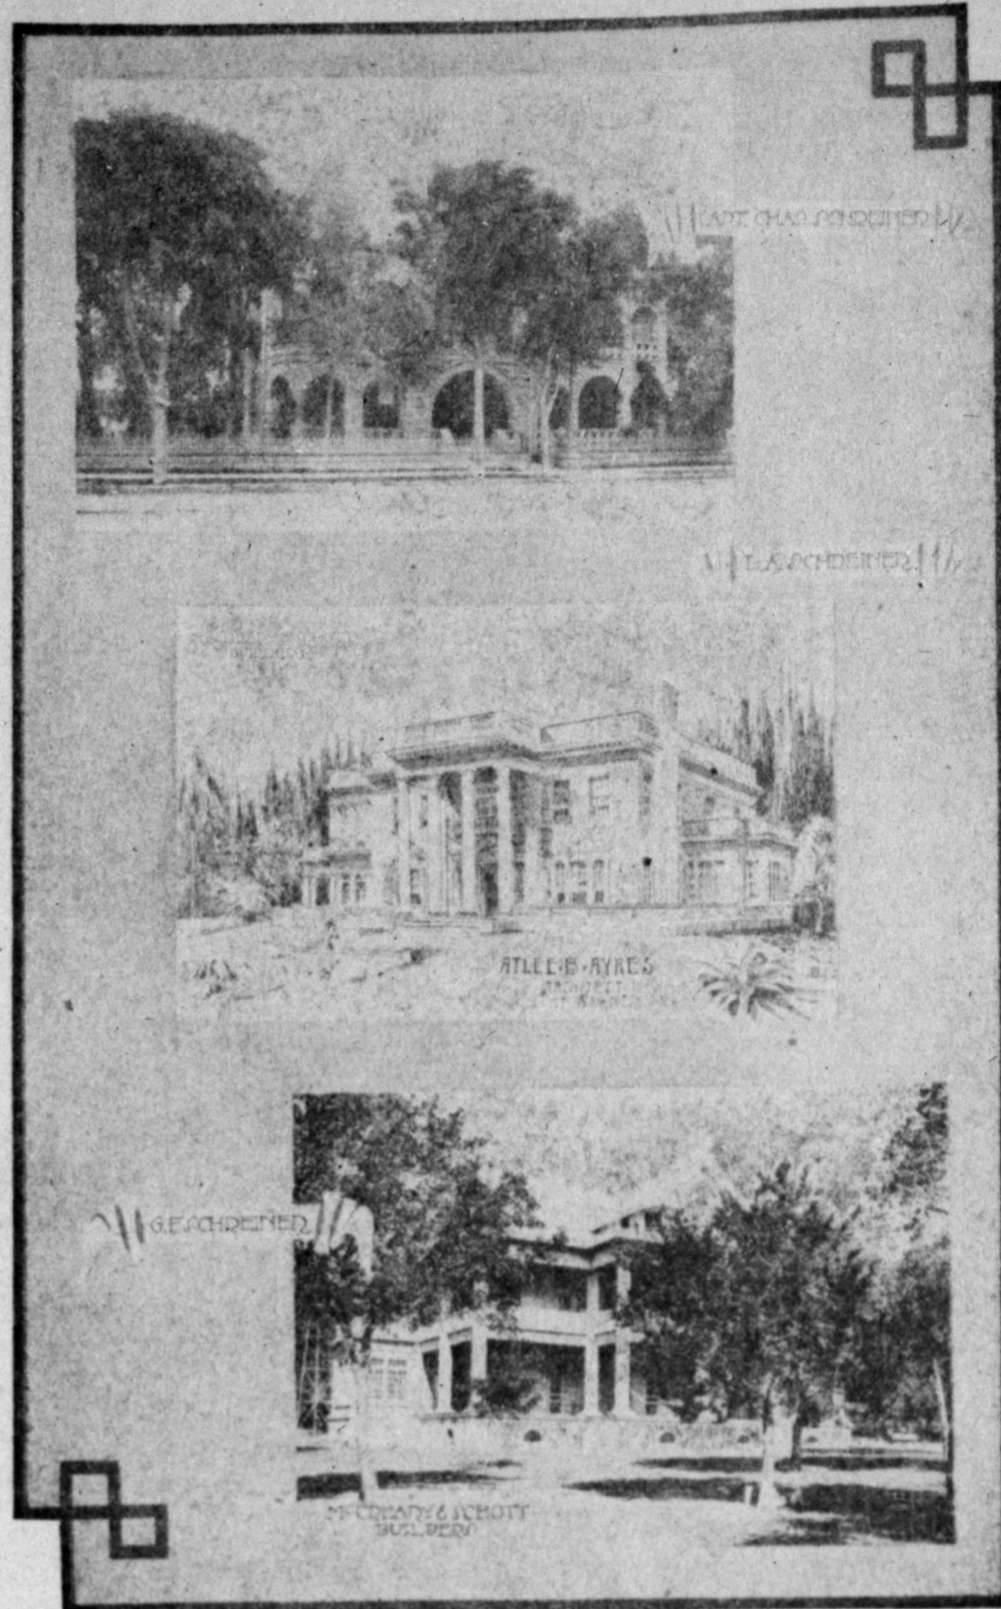 CAPT. CHAS. SCHREINER
L. A. SCHREINER.
ATLEE·B·AYRES
ARCHITECT
G.F. SCHREINER
McCREARY & SCHOTT
BUILDERS